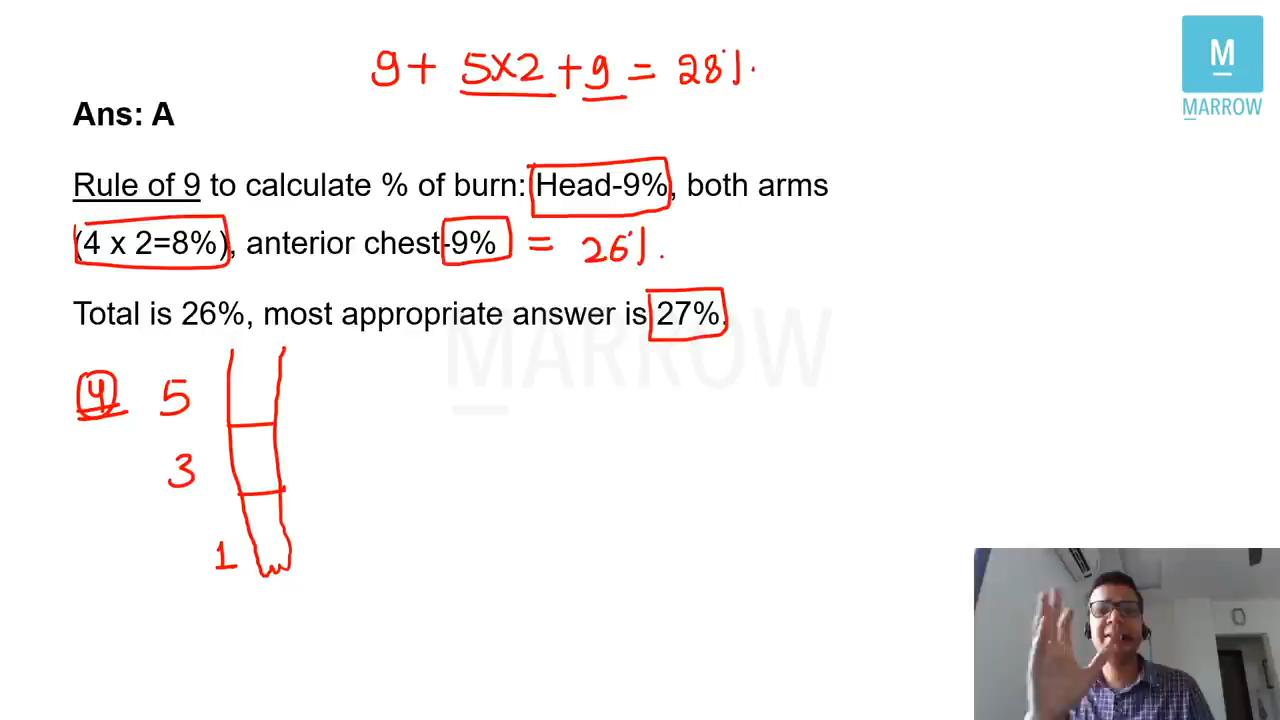 9 + 5X2 + 9 = 28%.
M
MARROW
Ans: A
Rule of 9 to calculate % of burn: Head-9%, both arms
(4 x 2=8%), anterior chest-9% = 26%.
Total is 26%, most appropriate answer is 27%.
MARROW
4 5
3
1